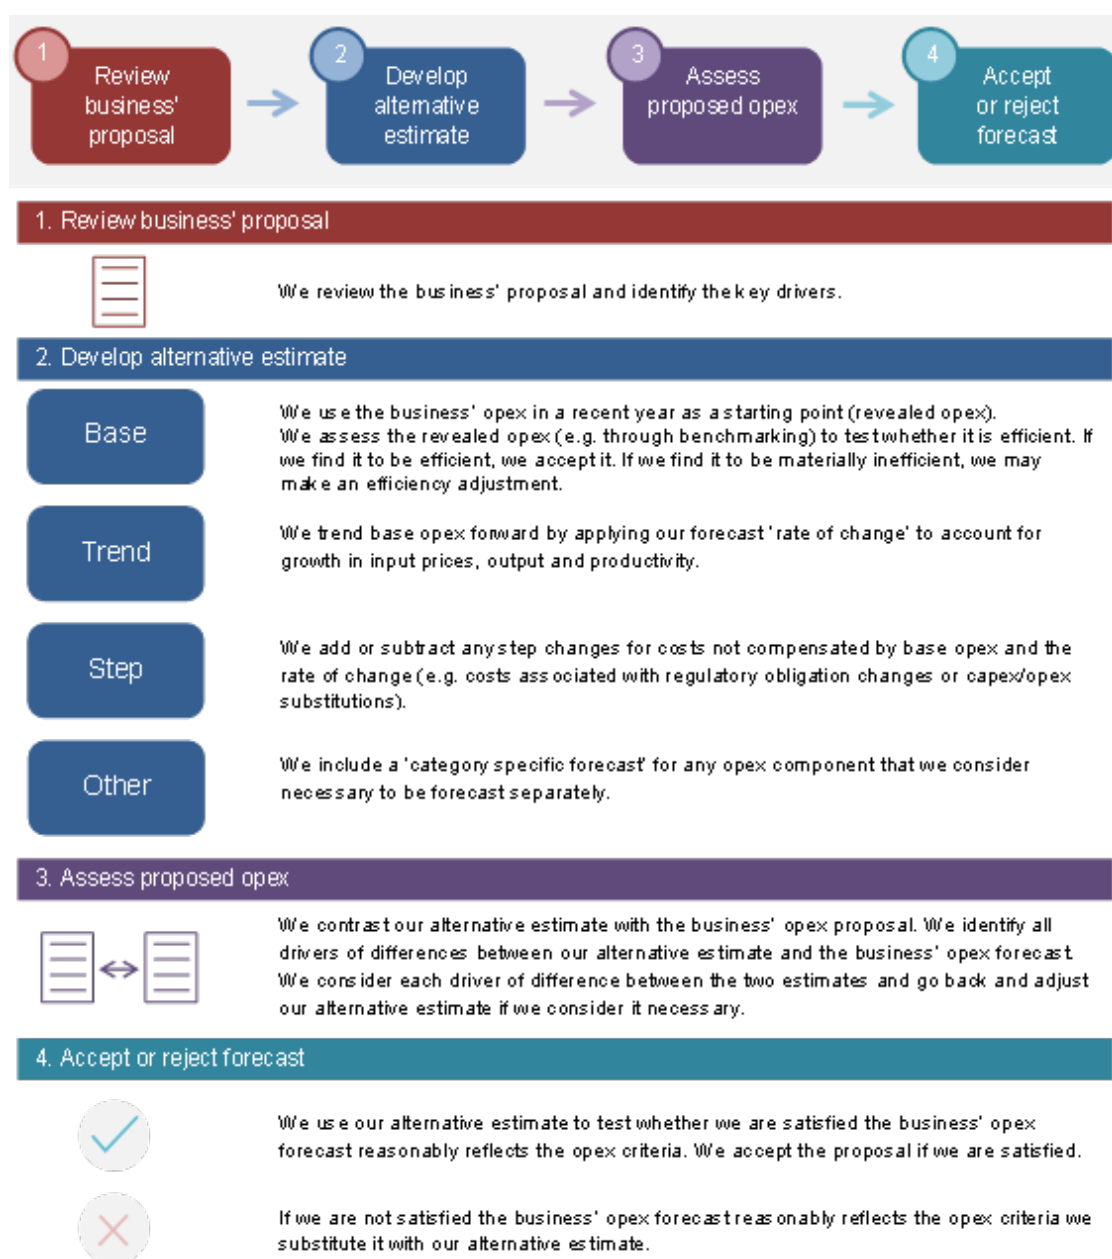 1
Review
business'
proposal
2
Develop
alternative
estimate
3
Assess
proposed opex
4
Accept
or reject
forecast
1. Review business' proposal
We review the business' proposal and identify the key drivers.
2. Develop alternative estimate
Base
We use the business' opex in a recent year as a starting point (revealed opex).
We assess the revealed opex (e.g. through benchmarking) to test whether it is efficient. If
we find it to be efficient, we accept it. If we find it to be materially inefficient, we may
make an efficiency adjustment.
Trend
We trend base opex forward by applying our forecast 'rate of change' to account for
growth in input prices, output and productivity.
Step
We add or subtract any step changes for costs not compensated by base opex and the
rate of change (e.g. costs associated with regulatory obligation changes or capex/opex
substitutions).
Other
We include a 'category specific forecast' for any opex component that we consider
necessary to be forecast separately.
3. Assess proposed opex
We contrast our alternative estimate with the business' opex proposal. We identify all
drivers of differences between our alternative estimate and the business' opex forecast.
We consider each driver of difference between the two estimates and go back and adjust
our alternative estimate if we consider it necessary.
4. Accept or reject forecast
We use our alternative estimate to test whether we are satisfied the business' opex
forecast reasonably reflects the opex criteria. We accept the proposal if we are satisfied.
If we are not satisfied the business' opex forecast reasonably reflects the opex criteria we
substitute it with our alternative estimate.